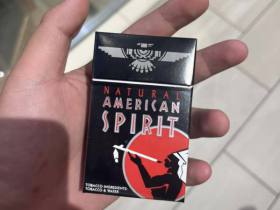 NATURAL
AMERICAN
SPIRIT
TOBACCO INGREDIENTS:
TOBACCO & WATER